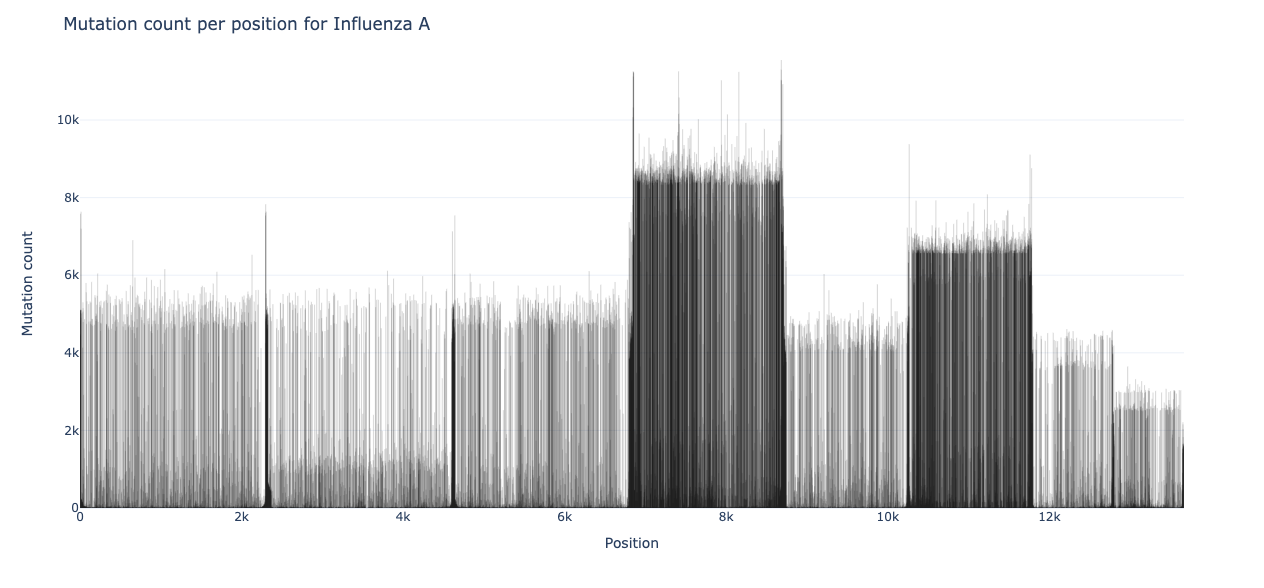 Mutation count per position for Influenza A
10k
8k
6k
4k
2k
0
Mutation count
0 2k 4k 6k 8k 10k 12k
Position